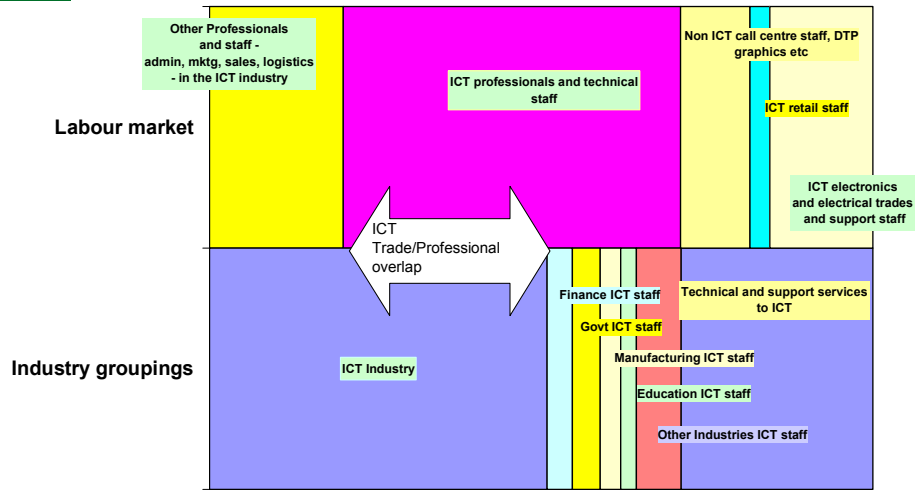 Other Professionals
and staff -
admin, mktg, sales, logistics
- in the ICT industry
ICT professionals and technical
staff
Non ICT call centre staff, DTP
graphics etc
ICT retail staff
Labour market
ICT electronics
and electrical trades
and support staff
ICT
Trade/Professional
overlap
Finance ICT staff
Technical and support services
to ICT
Govt ICT staff
Manufacturing ICT staff
Industry groupings
ICT Industry
Education ICT staff
Other Industries ICT staff